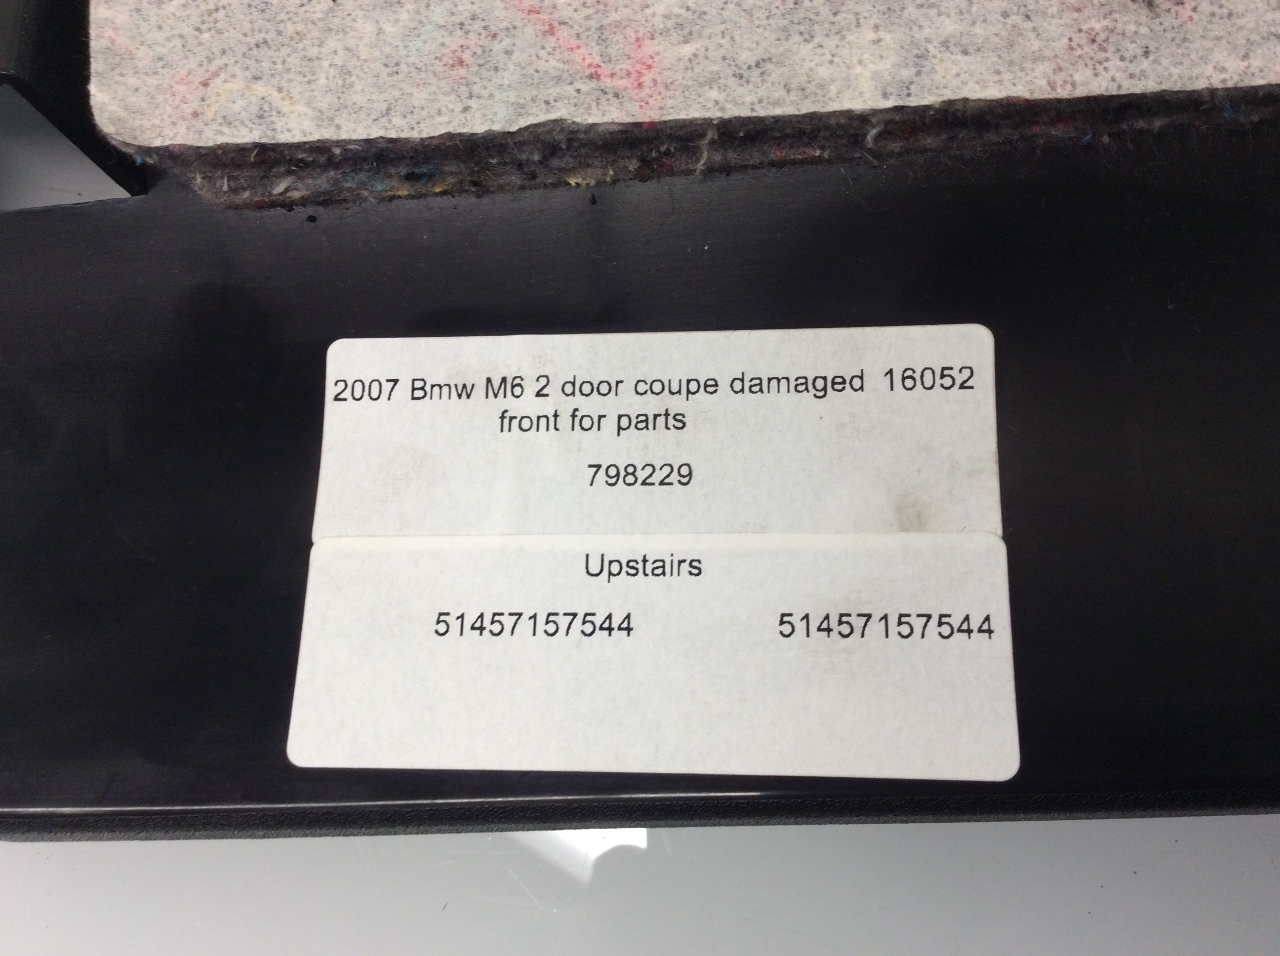 2007 Bmw M6 2 door coupe damaged 16052
front for parts
798229
Upstairs
51457157544 51457157544